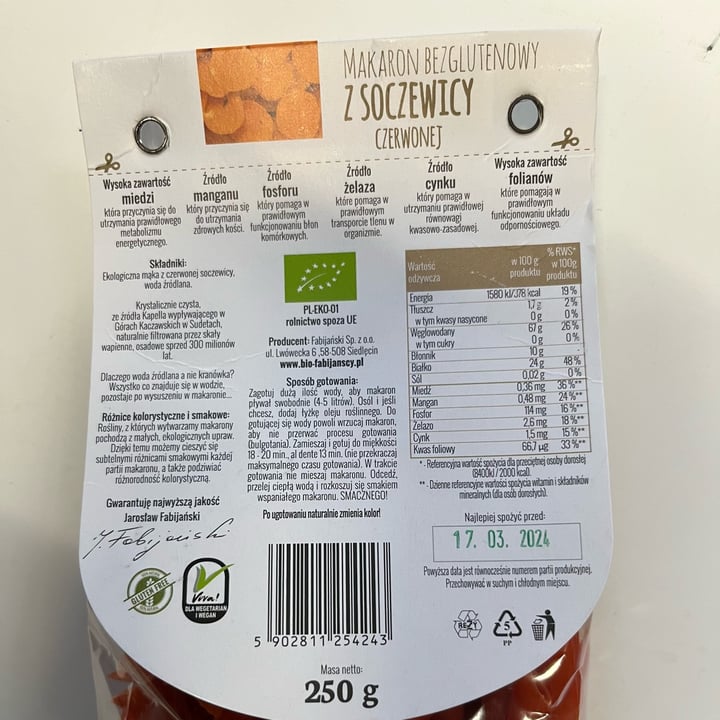 MAKARON BEZGLUTENOWY
Z SOCZEWICY
CZERWONEJ
Wysoka zawartość
miedzi
która przyczynia się do
utrzymania prawidłowego
metabolizmu
energetycznego.
Źródło
manganu
który przyczynia się
do utrzymania
zdrowych kości.
Źródło
fosforu
który pomaga w
prawidłowym
funkcjonowaniu błon
komórkowych.
Źródło
żelaza
które pomaga w
prawidłowym
transporcie tlenu w
organizmie.
Źródło
cynku
który pomaga w
utrzymaniu prawidłowej
równowagi
kwasowo-zasadowej.
Wysoka zawartość
folianów
które pomagają w
prawidłowym
funkcjonowaniu układu
odpornościowego.
Składniki:
Ekologiczna mąka z czerwonej soczewicy,
woda źródlana.
Krystalicznie czysta,
ze źródła Kapella wypływającego w
Górach Kaczawskich w Sudetach,
naturalnie filtrowana przez skały
wapienne, osadowe sprzed 300 milionów
lat.
Dlaczego woda źródlana a nie kranówka?
Wszystko co znajduje się w wodzie,
pozostaje po wysuszeniu w makaronie...
Różnice kolorystyczne i smakowe:
Rośliny, z których wytwarzamy makarony
pochodzą z małych, ekologicznych upraw.
Dzięki temu możemy cieszyć się
subtelnymi różnicami smakowymi każdej
partii makaronu, a także podziwiać
różnorodność kolorystyczną.
Gwarantuję najwyższą jakość
Jarosław Fabijański
J. Fabijański
GLUTEN FREE
Viva!
DLA WEGETARIAN
I WEGAN
PL-EKO-01
rolnictwo spoza UE
Producent: Fabijański Sp. z o.o.
ul. Lwówecka 6 ,58-508 Siedlęcin
www.bio-fabijanscy.pl
Sposób gotowania:
Zagotuj dużą ilość wody, aby makaron
pływał swobodnie (4-5 litrów). Osól i jeśli
chcesz, dodaj łyżkę oleju roślinnego. Do
gotującej się wody powoli wrzucaj makaron,
aby nie przerwać procesu gotowania
(bulgotania). Zamieszaj i gotuj do miękkości
18 - 20 min., al dente 13 min. (nie przekraczaj
maksymalnego czasu gotowania). W trakcie
gotowania nie mieszaj makaronu. Odcedź,
przelej ciepłą wodą i rozkoszuj się smakiem
wspaniałego makaronu. SMACZNEGO!
Po ugotowaniu naturalnie zmienia kolor!
5 902811 254243
Masa netto:
250 g
Wartość odżywcza w 100 g produktu % RWS* w 100g produktu
Energia 1580 kJ/378 kcal 19 %
Tłuszcz 1,7 g 2 %
w tym kwasy nasycone 0 g 0 %
Węglowodany 67 g 26 %
w tym cukry 0 g 0 %
Błonnik 10 g -
Białko 24 g 48 %
Sól 0,02 g 0%
Miedź 0,36 mg 36 %**
Mangan 0,48 mg 24 %**
Fosfor 114 mg 16 %**
Żelazo 2,6 mg 18 %**
Cynk 1,5 mg 15 %**
Kwas foliowy 66,7 µg 33 %**
* - Referencyjna wartość spożycia dla przeciętnej osoby dorosłej
(8400kJ / 2000 kcal).
** - Dzienne referencyjne wartości spożycia witamin i składników
mineralnych (dla osób dorosłych).
Najlepiej spożyć przed:
17. 03. 2024
Powyższa data jest równocześnie numerem partii produkcyjnej.
Przechowywać w suchym i chłodnym miejscu.
REZY
5
PP